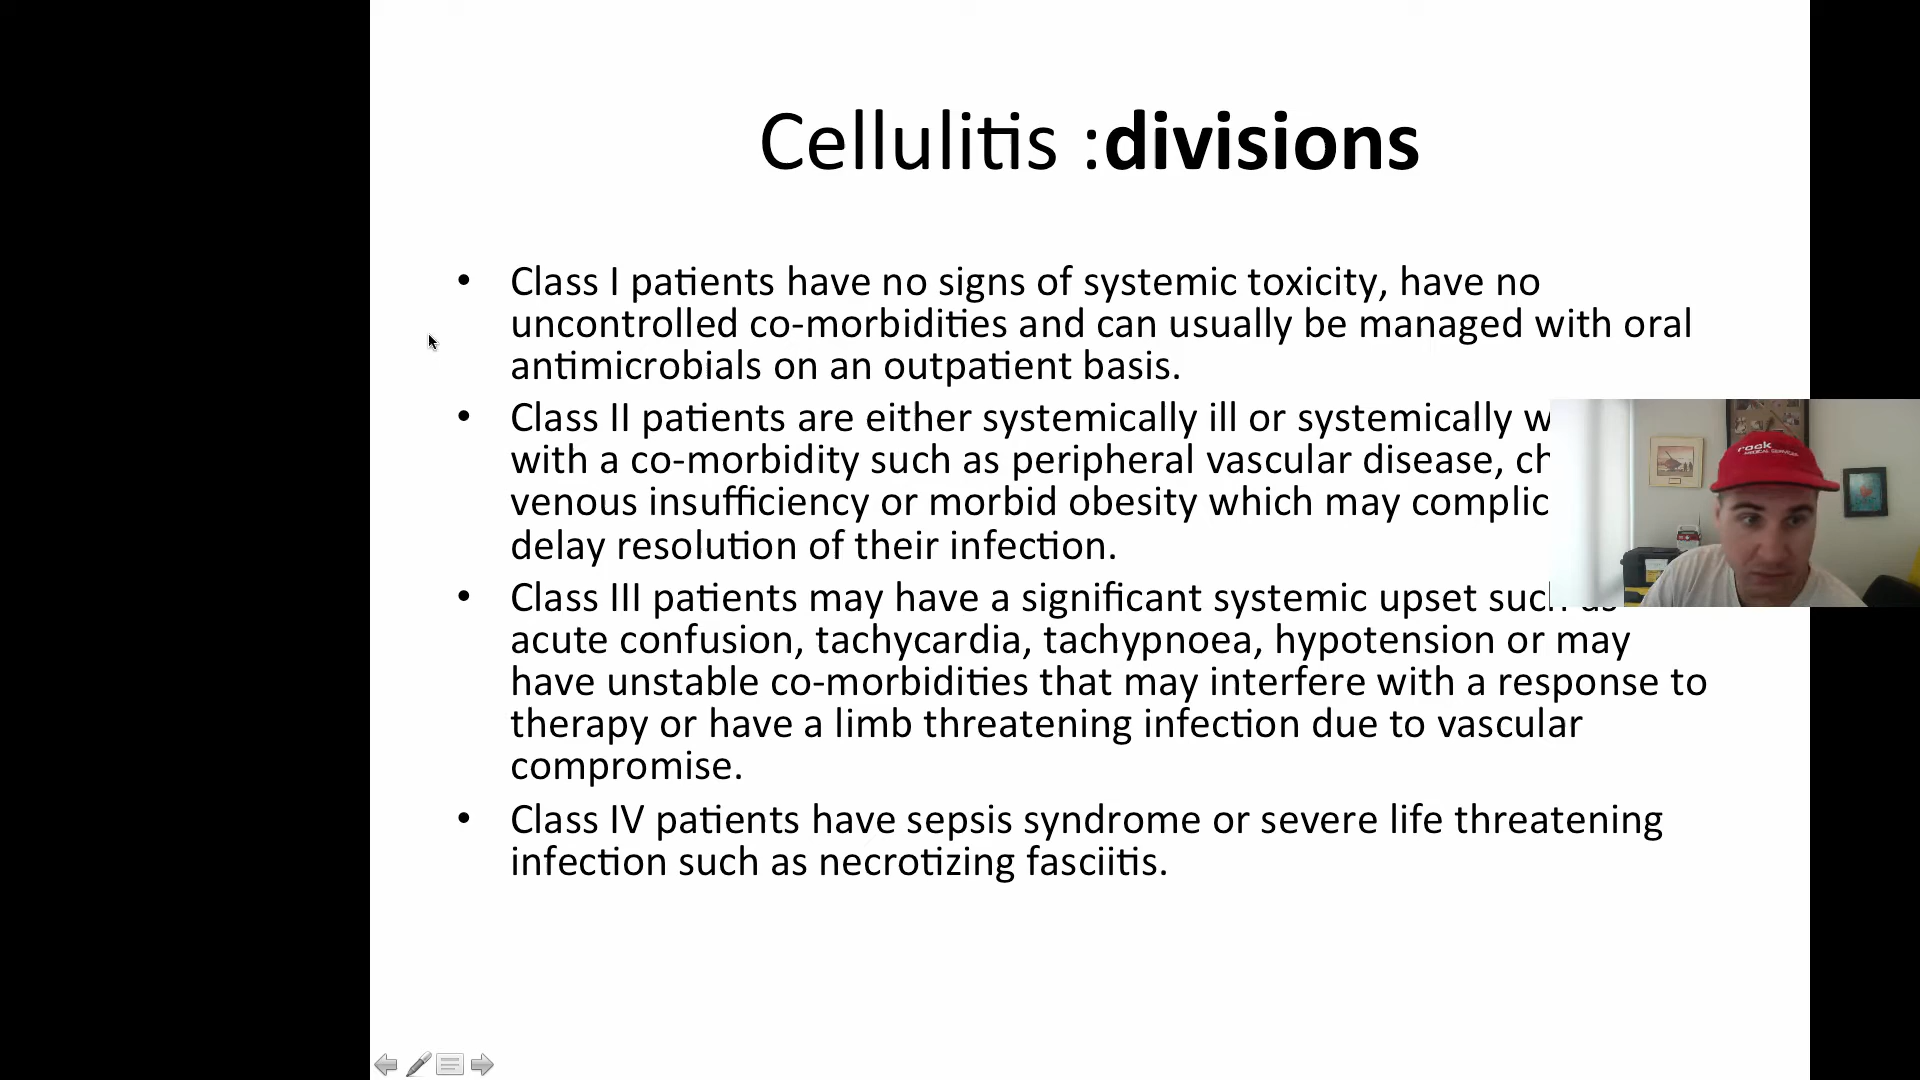 Cellulitis :divisions
• Class I patients have no signs of systemic toxicity, have no
uncontrolled co-morbidities and can usually be managed with oral
antimicrobials on an outpatient basis.
• Class II patients are either systemically ill or systemically
with a co-morbidity such as peripheral vascular disease,
venous insufficiency or morbid obesity which may
delay resolution of their infection.
• Class III patients may have a significant systemic upset such as
acute confusion, tachycardia, tachypnoea, hypotension or may
have unstable co-morbidities that may interfere with a response to
therapy or have a limb threatening infection due to vascular
compromise.
• Class IV patients have sepsis syndrome or severe life threatening
infection such as necrotizing fasciitis.
rock
MEDICAL SERVICES